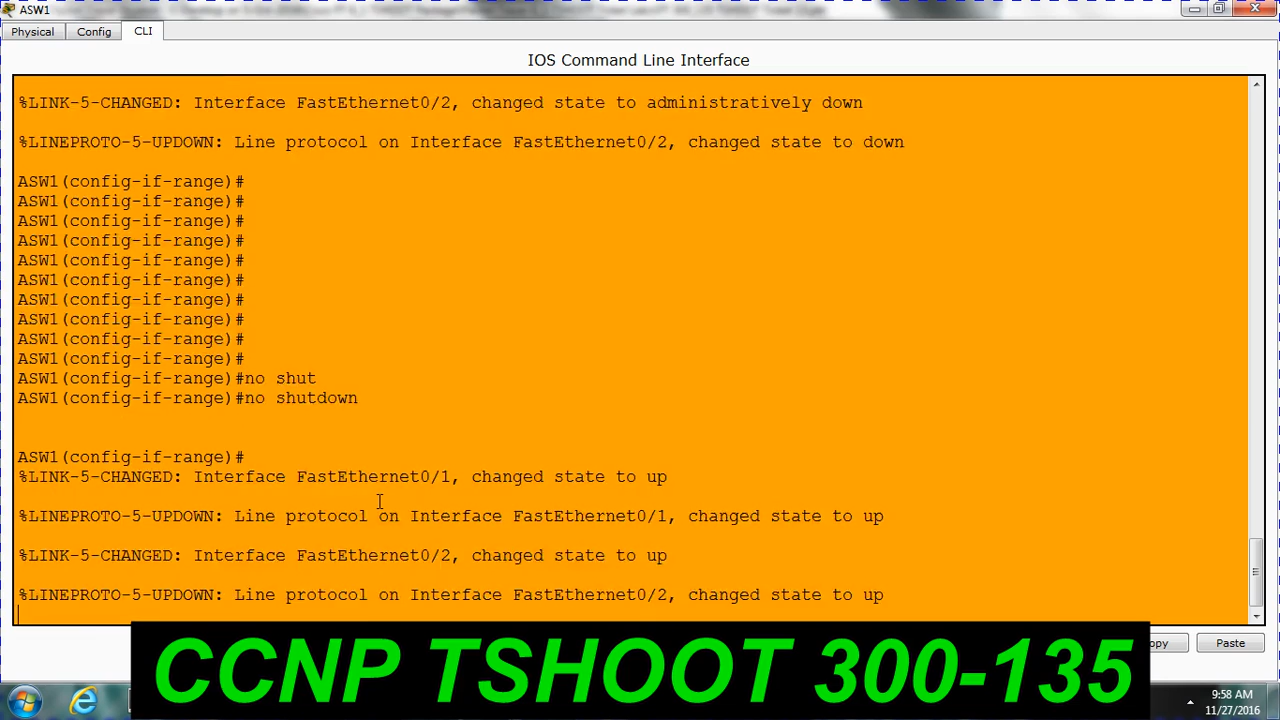 ASW1
Physical Config CLI
IOS Command Line Interface
%LINK-5-CHANGED: Interface FastEthernet0/2, changed state to administratively down
%LINEPROTO-5-UPDOWN: Line protocol on Interface FastEthernet0/2, changed state to down
ASW1(config-if-range)#
ASW1(config-if-range)#
ASW1(config-if-range)#
ASW1(config-if-range)#
ASW1(config-if-range)#
ASW1(config-if-range)#
ASW1(config-if-range)#
ASW1(config-if-range)#
ASW1(config-if-range)#
ASW1(config-if-range)#
ASW1(config-if-range)#no shut
ASW1(config-if-range)#no shutdown
ASW1(config-if-range)#
%LINK-5-CHANGED: Interface FastEthernet0/1, changed state to up
%LINEPROTO-5-UPDOWN: Line protocol on Interface FastEthernet0/1, changed state to up
%LINK-5-CHANGED: Interface FastEthernet0/2, changed state to up
%LINEPROTO-5-UPDOWN: Line protocol on Interface FastEthernet0/2, changed state to up
opy Paste
CCNP TSHOOT 300-135
9:58 AM
11/27/2016